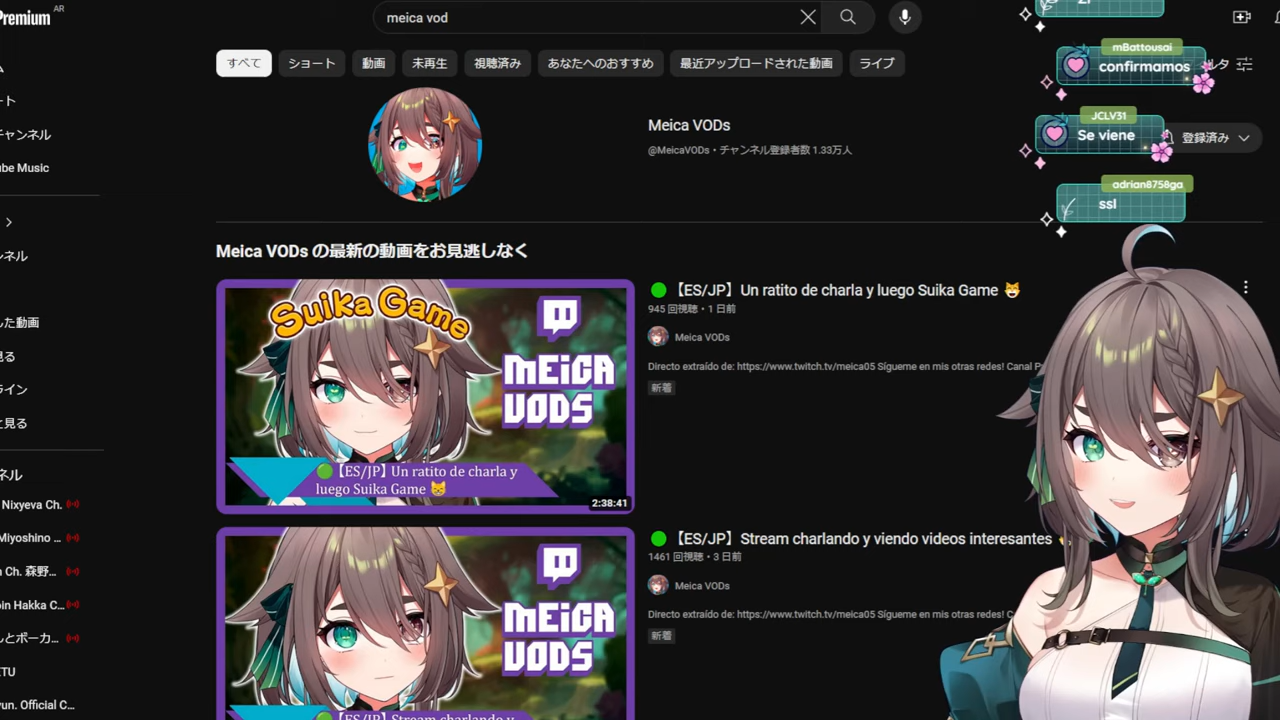 Premium AR
meica vod
すべて
ショート
動画
未再生
視聴済み
あなたへのおすすめ
最近アップロードされた動画
ライブ
mBattousai
confirmamos
JCLV31
Se viene
登録済み
adrian8758ga
ssl
Meica VODs
@MeicaVODs・チャンネル登録者数 1.33万人
ート
チャンネル
ube Music
ンネル
した動画
見る
ライン
と見る
ネル
Nixyeva Ch.
Miyoshino ...
n Ch. 森野...
oin Hakka C...
んとポーカ...
TU
yun. Official C...
Meica VODs の最新の動画をお見逃しなく
Suika Game
MEICA
VODS
🟢【ES/JP】Un ratito de charla y
luego Suika Game 😸
2:38:41
🟢【ES/JP】Un ratito de charla y luego Suika Game 😸
945 回視聴・1 日前
Meica VODs
Directo extraído de: https://www.twitch.tv/meica05 Sígueme en mis otras redes! Canal P
新着
MEICA
VODS
🟢【ES/JP】Stream charlando y
🟢【ES/JP】Stream charlando y viendo videos interesantes
1461 回視聴・3 日前
Meica VODs
Directo extraído de: https://www.twitch.tv/meica05 Sígueme en mis otras redes! C
新着